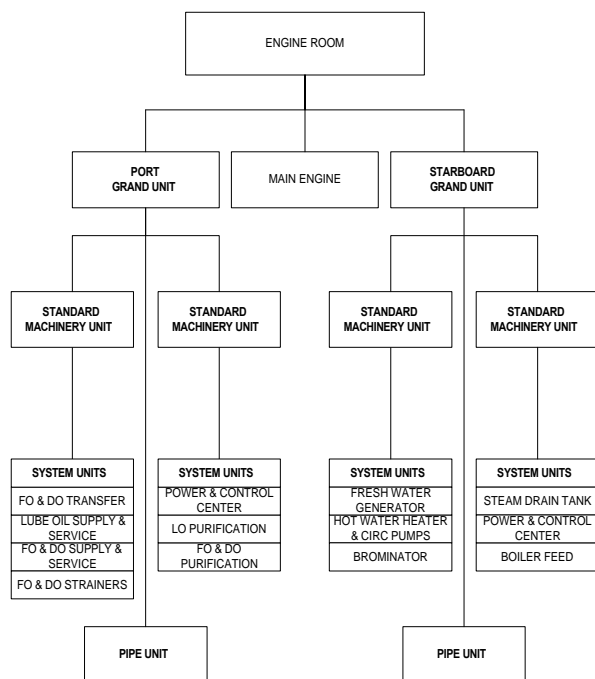 ENGINE ROOM
PORT
GRAND UNIT
MAIN ENGINE
STARBOARD
GRAND UNIT
STANDARD
MACHINERY UNIT
STANDARD
MACHINERY UNIT
STANDARD
MACHINERY UNIT
STANDARD
MACHINERY UNIT
SYSTEM UNITS
FO & DO TRANSFER
LUBE OIL SUPPLY &
SERVICE
FO & DO SUPPLY &
SERVICE
FO & DO STRAINERS
SYSTEM UNITS
POWER & CONTROL
CENTER
LO PURIFICATION
FO & DO
PURIFICATION
SYSTEM UNITS
FRESH WATER
GENERATOR
HOT WATER HEATER
& CIRC PUMPS
BROMINATOR
SYSTEM UNITS
STEAM DRAIN TANK
POWER & CONTROL
CENTER
BOILER FEED
PIPE UNIT
PIPE UNIT